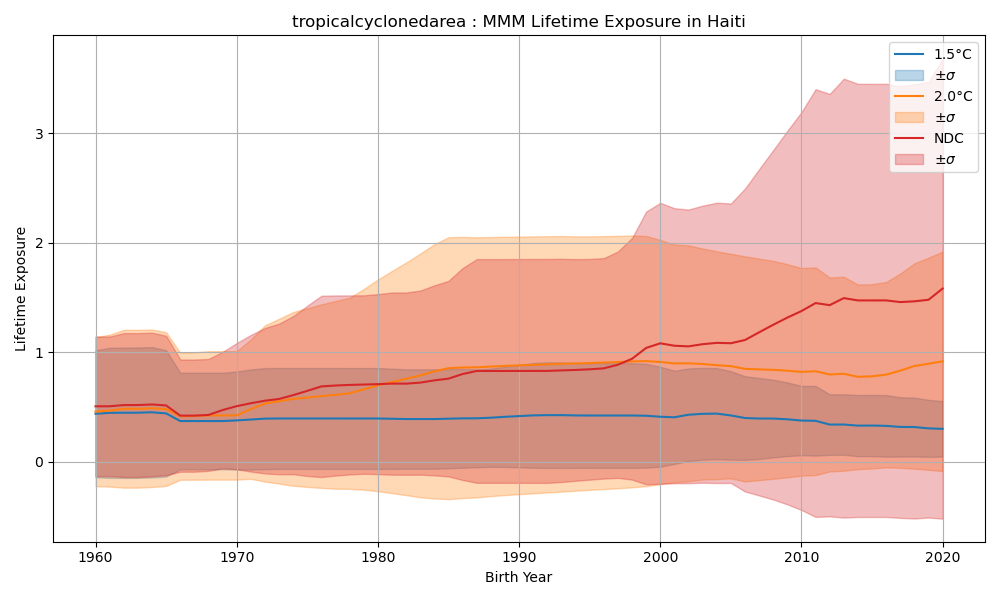 tropicalcyclonedarea : MMM Lifetime Exposure in Haiti
1.5°C
±σ
2.0°C
±σ
NDC
±σ
3
2
1
0
Lifetime Exposure
1960 1970 1980 1990 2000 2010 2020
Birth Year